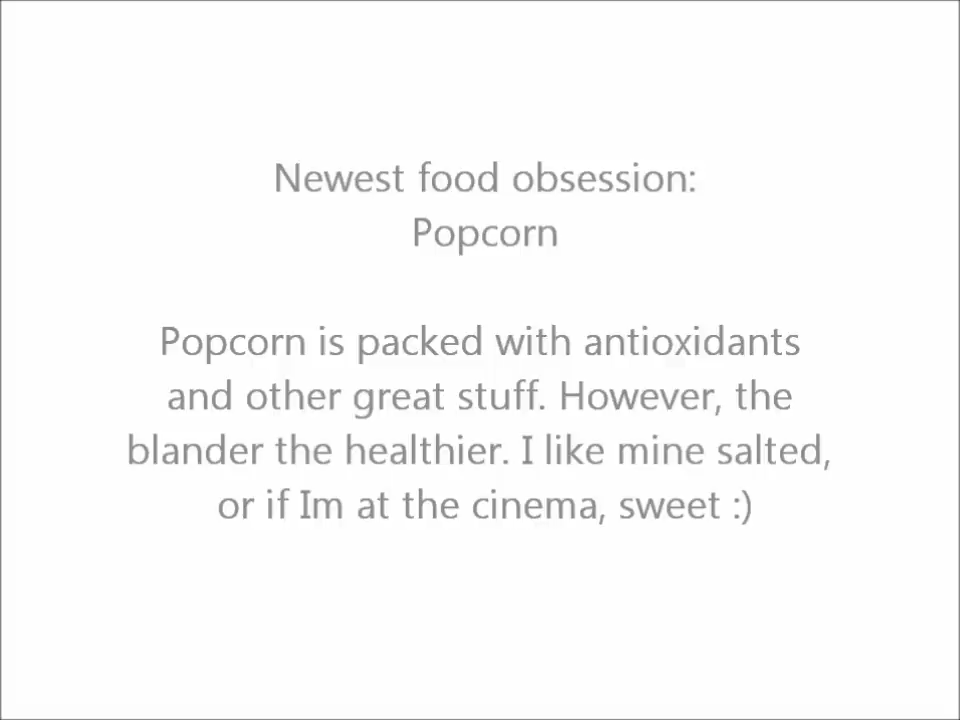 Newest food obsession:
Popcorn
Popcorn is packed with antioxidants
and other great stuff. However, the
blander the healthier. I like mine salted,
or if Im at the cinema, sweet :)